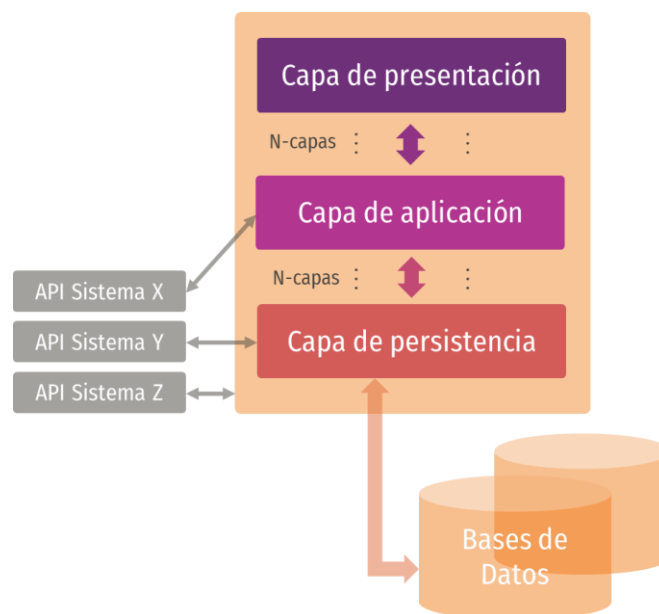 Capa de presentación
N-capas
Capa de aplicación
N-capas
Capa de persistencia
API Sistema X
API Sistema Y
API Sistema Z
Bases de
Datos